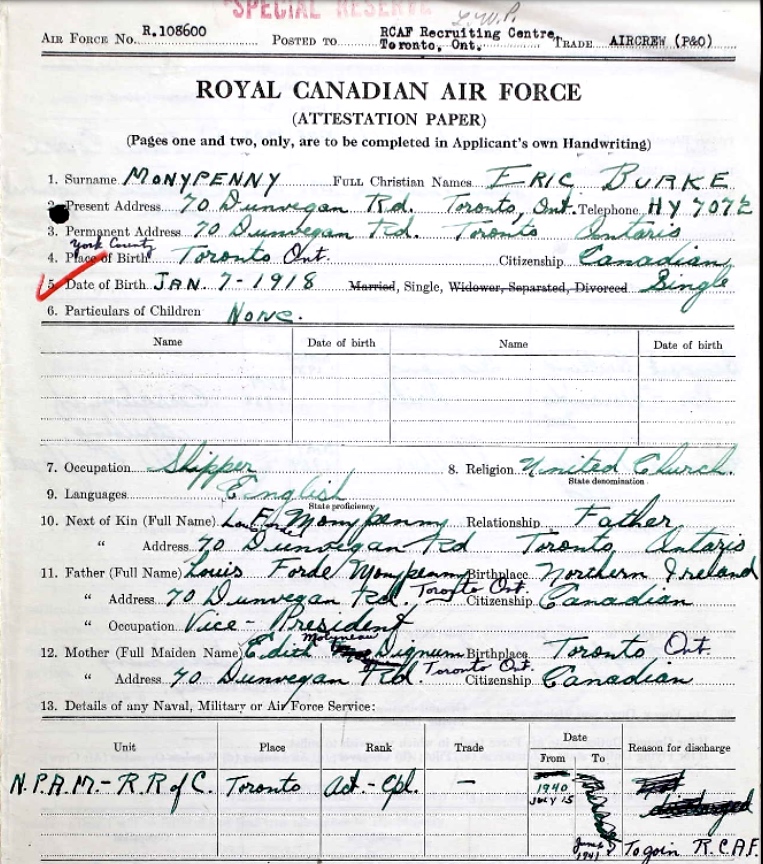 "SPECIAL RESERVE
L.W.P.
AIR FORCE NO. R.108600 POSTED TO RCAF Recruiting Centre, Toronto, Ont. TRADE AIRCREW (P&O)
ROYAL CANADIAN AIR FORCE
(ATTESTATION PAPER)
(Pages one and two, only, are to be completed in Applicant's own Handwriting)
1. Surname MONYPENNY FULL Christian Names ERIC BURKE
2. Present Address 70 Dunvegan Rd. Toronto, Ont. Telephone HY 7072
3. Permanent Address 70 Dunvegan Rd. Toronto Ontario
York County
4. Place of Birth Toronto Ont. Citizenship Canadian
5. Date of Birth JAN. 7-1918 Married, Single, Widower, Separated, Divorced Single
6. Particulars of Children None.
Name Date of birth Name Date of birth
7. Occupation Shipper 8. Religion United Church.
State denomination
9. Languages English
State proficiency
10. Next of Kin (Full Name) Monypenny Relationship Father
" Address 70 Dunvegan Rd Toronto Ontario
11. Father (Full Name) Louis Forde Monypenny Birthplace Northern Ireland
" Address 70 Dunvegan Rd. Toronto Ont. Citizenship Canadian
" Occupation Vice-President
12. Mother (Full Maiden Name) Edith Molyneau Dignum Birthplace Toronto Ont.
" Address 70 Dunvegan Rd. Toronto Ont. Citizenship Canadian
13. Details of any Naval, Military or Air Force Service:
Unit Place Rank Trade Date From To Reason for discharge
N.P.A.M.-R.R of C. Toronto Act-Cpl. — 1940 JULY 15 June 1941 To join R.C.A.F.